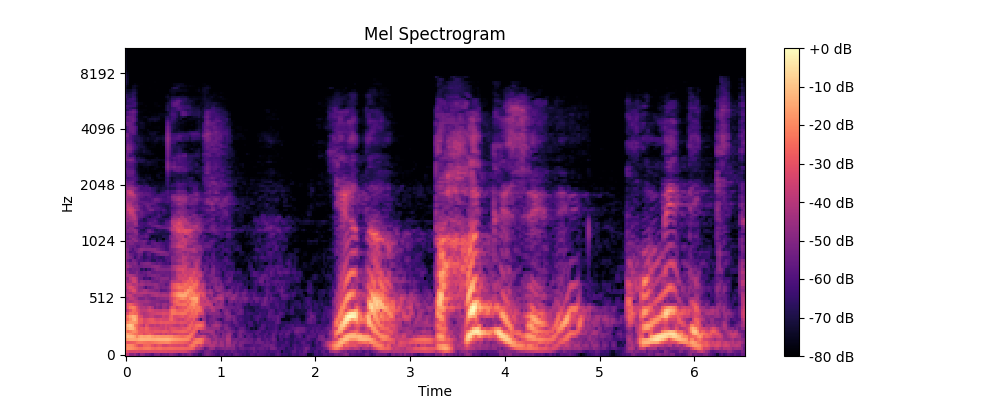 Mel Spectrogram
8192
4096
2048
1024
512
0
Hz
0 1 2 3 4 5 6
Time
+0 dB
-10 dB
-20 dB
-30 dB
-40 dB
-50 dB
-60 dB
-70 dB
-80 dB